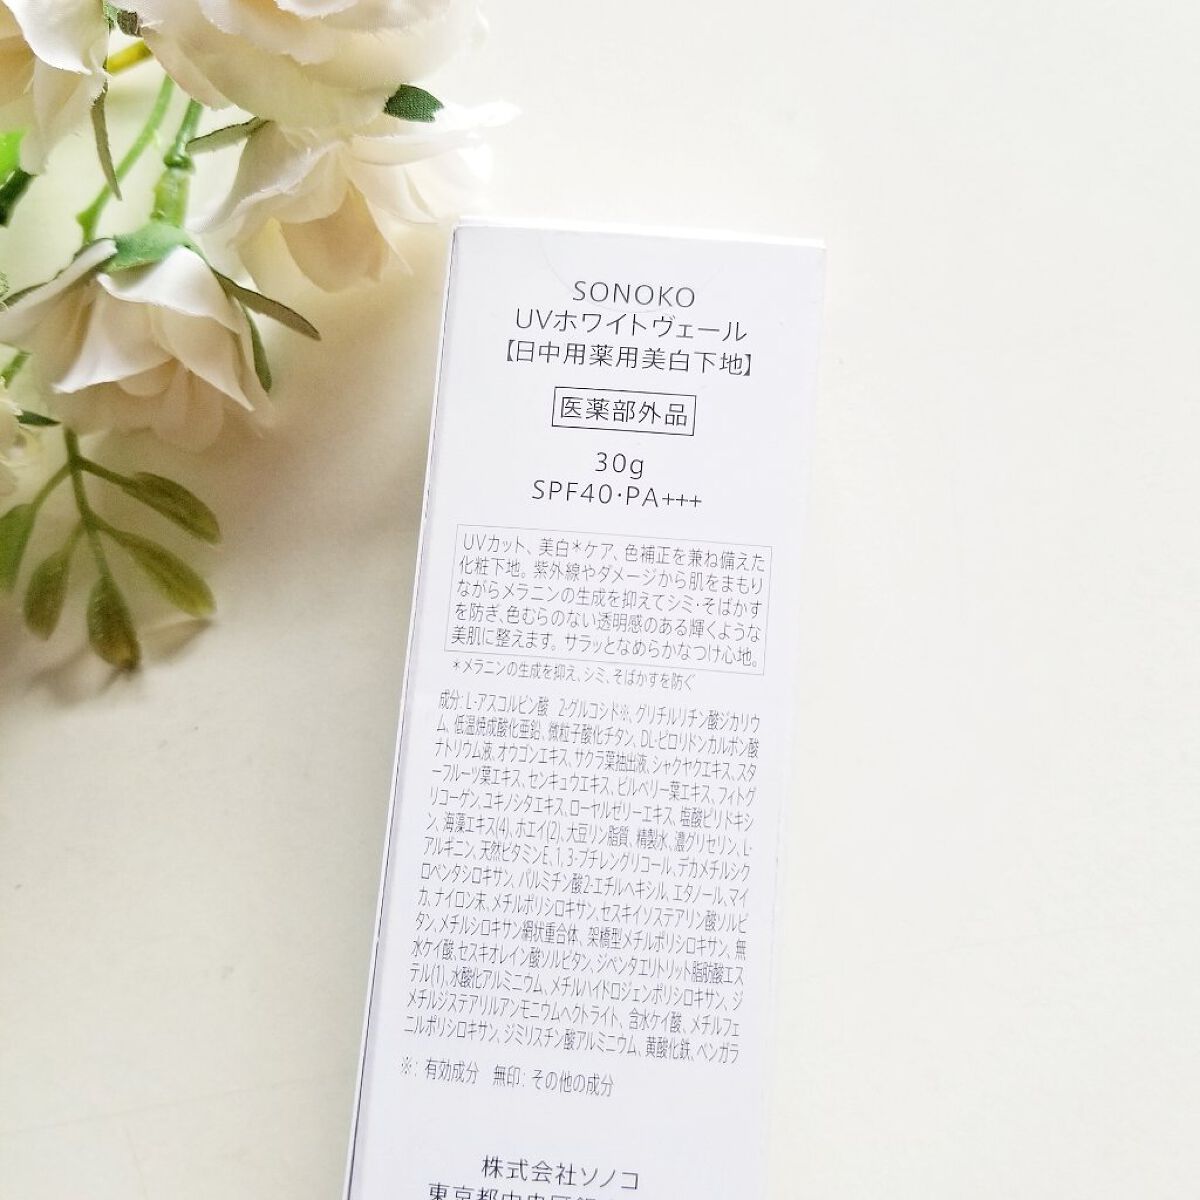 SONOKO
UVホワイトヴェール
【日中用薬用美白下地】
医薬部外品
30g
SPF40・PA+++
UVカット、美白*ケア、色補正を兼ね備えた
化粧下地。紫外線やダメージから肌をまもり
ながらメラニンの生成を抑えてシミ・そばかす
を防ぎ、色むらのない透明感のある輝くような
美肌に整えます。サラッとなめらかなつけ心地。
*メラニンの生成を抑え、シミ、そばかすを防ぐ
成分：L-アスコルビン酸 2-グルコシド※、グリチルリチン酸ジカリウ
ム、低温焼成酸化亜鉛、微粒子酸化チタン、DL-ピロリドンカルボン酸
ナトリウム液、オウゴンエキス、サクラ葉抽出液、シャクヤクエキス、スタ
ーフルーツ葉エキス、センキュウエキス、ビルベリー葉エキス、フィトグ
リコーゲン、ユキノシタエキス、ローヤルゼリーエキス、塩酸ピリドキシ
ン、海藻エキス(4)、ホエイ(2)、大豆リン脂質、精製水、濃グリセリン、L-
アルギニン、天然ビタミンE、1,3-ブチレングリコール、デカメチルシク
ロペンタシロキサン、パルミチン酸2-エチルヘキシル、エタノール、マイ
カ、ナイロン末、メチルポリシロキサン、セスキイソステアリン酸ソルビ
タン、メチルシロキサン網状重合体、架橋型メチルポリシロキサン、無
水ケイ酸、セスキオレイン酸ソルビタン、ジペンタエリトリット脂肪酸エス
テル(1)、水酸化アルミニウム、メチルハイドロジェンポリシロキサン、ジ
メチルジステアリルアンモニウムヘクトライト、含水ケイ酸、メチルフェ
ニルポリシロキサン、ジミリスチン酸アルミニウム、黄酸化鉄、ベンガラ
※：有効成分 無印：その他の成分
株式会社ソノコ
東京都中央区銀